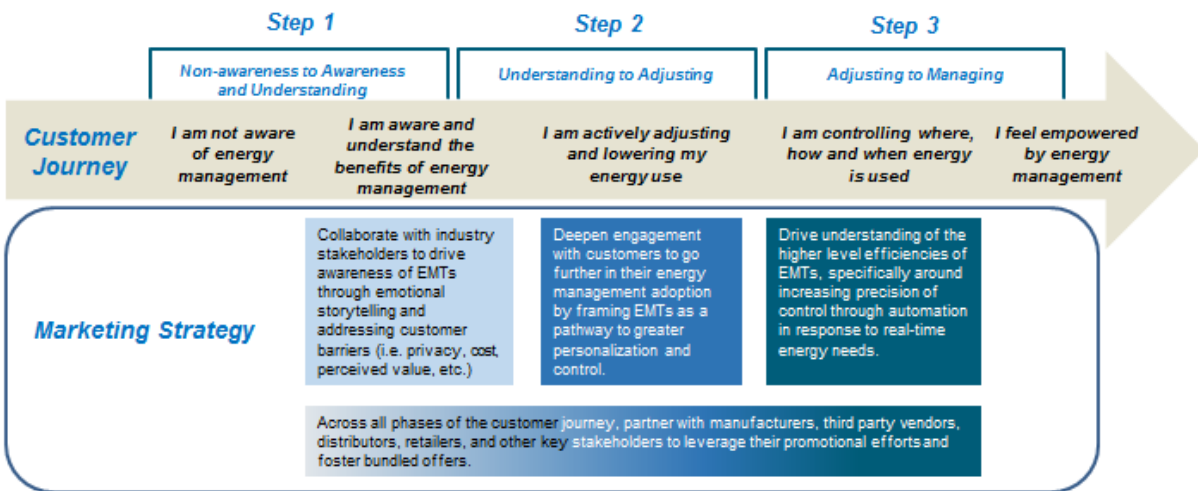 Step 1
Step 2
Step 3
Non-awareness to Awareness
and Understanding
Understanding to Adjusting
Adjusting to Managing
Customer
Journey
I am not aware
of energy
management
I am aware and
understand the
benefits of energy
management
I am actively adjusting
and lowering my
energy use
I am controlling where,
how and when energy
is used
I feel empowered
by energy
management
Marketing Strategy
Collaborate with industry
stakeholders to drive
awareness of EMTs
through emotional
storytelling and
addressing customer
barriers (i.e. privacy, cost,
perceived value, etc.)
Deepen engagement
with customers to go
further in their energy
management adoption
by framing EMTs as a
pathway to greater
personalization and
control.
Drive understanding of the
higher level efficiencies of
EMTs, specifically around
increasing precision of
control through automation
in response to real-time
energy needs.
Across all phases of the customer journey, partner with manufacturers, third party vendors,
distributors, retailers, and other key stakeholders to leverage their promotional efforts and
foster bundled offers.